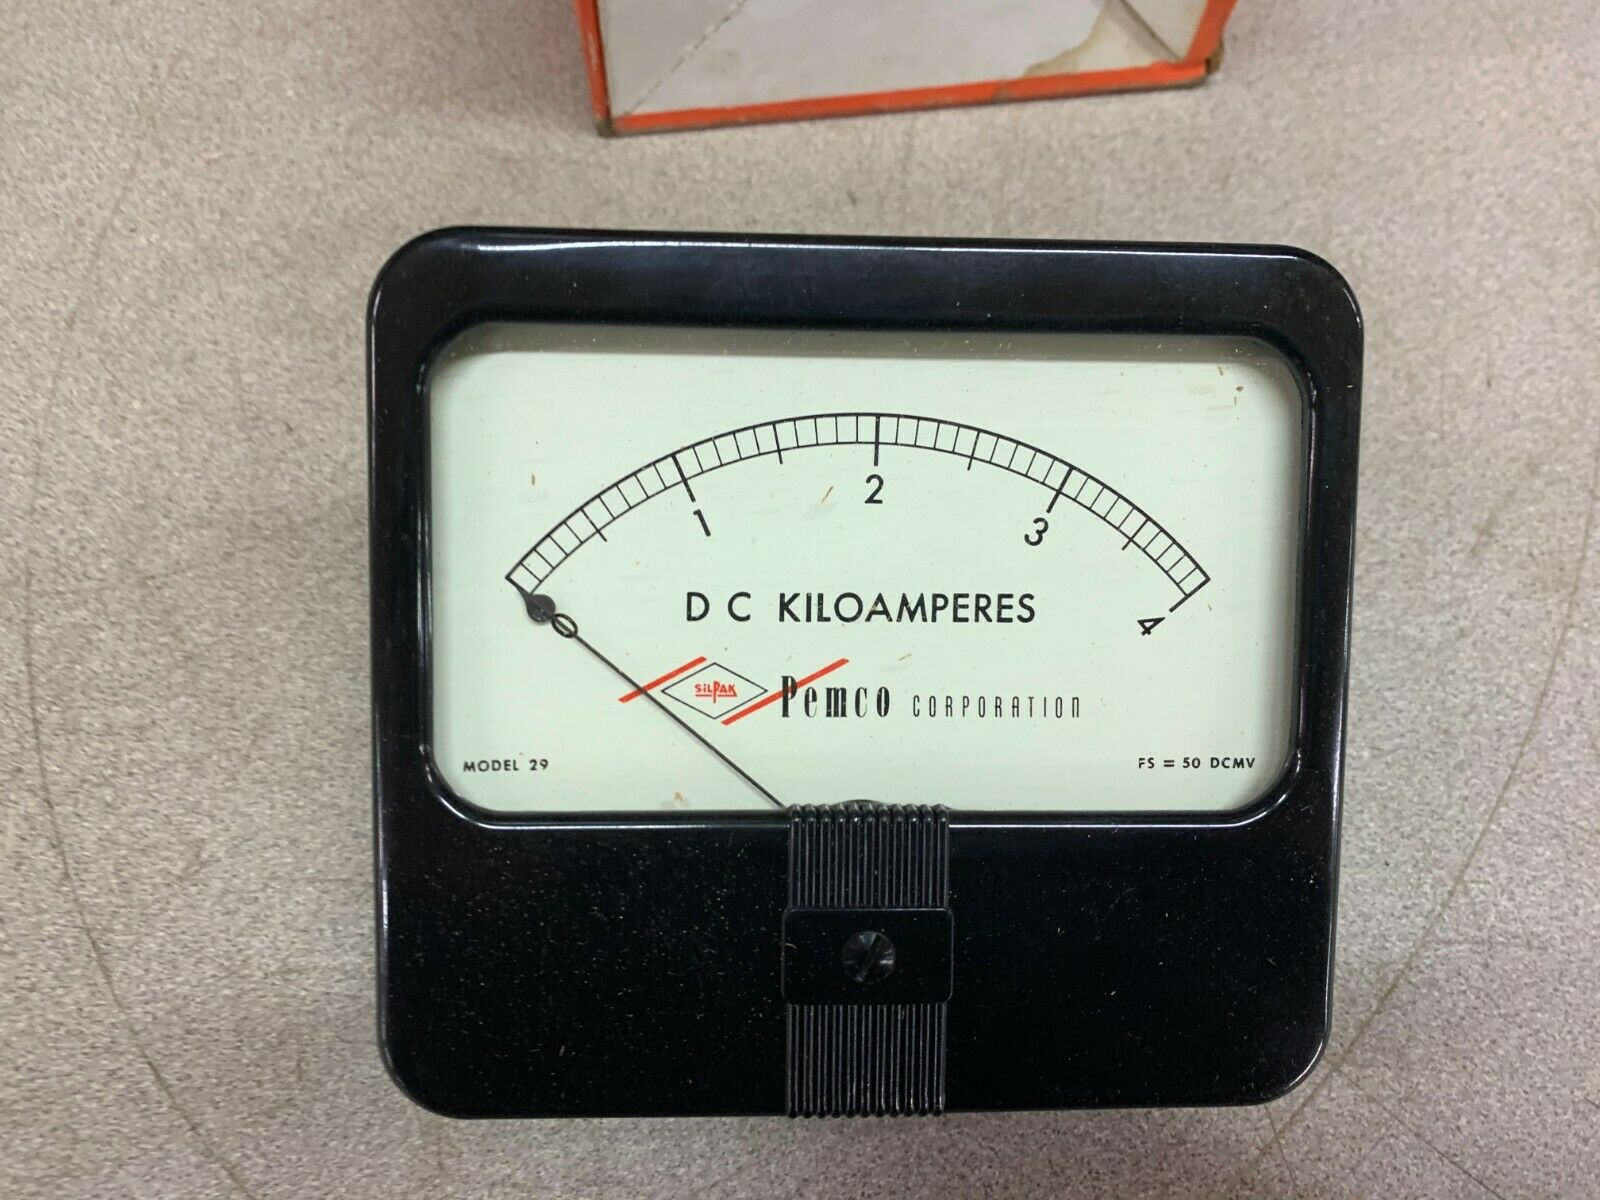 0 1 2 3 4
D C KILOAMPERES
SILPAK
Pemco CORPORATION
MODEL 29
FS = 50 DCMV